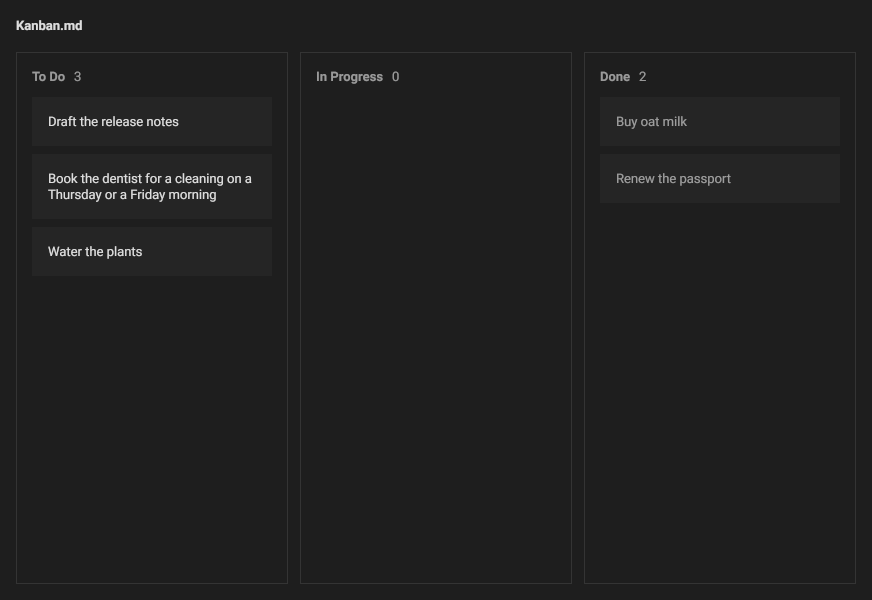 Kanban.md
To Do 3
Draft the release notes
Book the dentist for a cleaning on a
Thursday or a Friday morning
Water the plants
In Progress 0
Done 2
Buy oat milk
Renew the passport